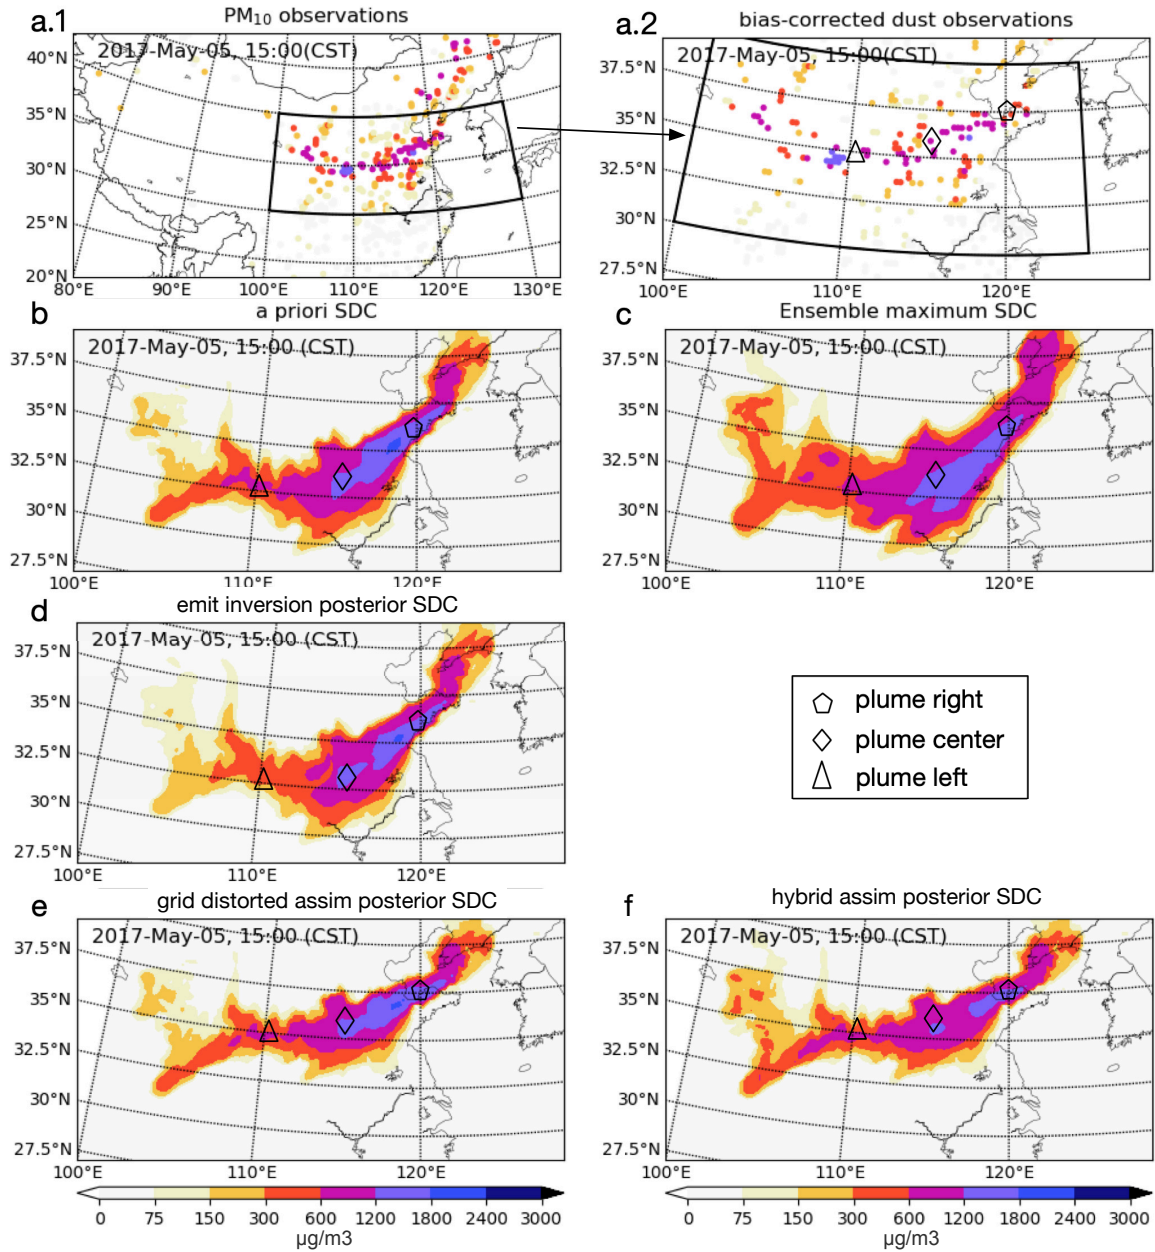 a.1
PM10 observations
2017-May-05, 15:00(CST)
40°N
35°N
30°N
25°N
20°N
80°E 90°E 100°E 110°E 120°E 130°E
a.2
bias-corrected dust observations
2017-May-05, 15:00(CST)
37.5°N
35°N
32.5°N
30°N
27.5°N
100°E 110°E 120°E
b
a priori SDC
2017-May-05, 15:00 (CST)
37.5°N
35°N
32.5°N
30°N
27.5°N
100°E 110°E 120°E
c
Ensemble maximum SDC
2017-May-05, 15:00 (CST)
37.5°N
35°N
32.5°N
30°N
27.5°N
100°E 110°E 120°E
d
emit inversion posterior SDC
2017-May-05, 15:00 (CST)
37.5°N
35°N
32.5°N
30°N
27.5°N
100°E 110°E 120°E
plume right
plume center
plume left
e
grid distorted assim posterior SDC
2017-May-05, 15:00 (CST)
37.5°N
35°N
32.5°N
30°N
27.5°N
100°E 110°E 120°E
0 75 150 300 600 1200 1800 2400 3000
µg/m3
f
hybrid assim posterior SDC
2017-May-05, 15:00 (CST)
37.5°N
35°N
32.5°N
30°N
27.5°N
100°E 110°E 120°E
0 75 150 300 600 1200 1800 2400 3000
µg/m3